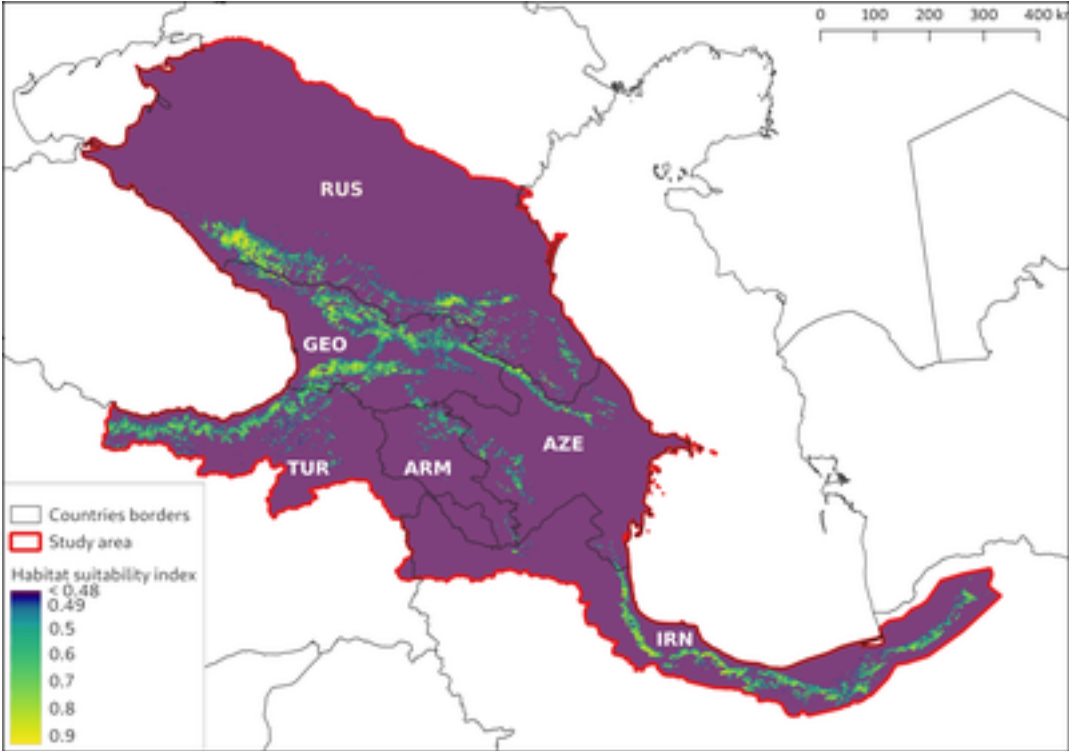 0 100 200 300 400 km
RUS
GEO
AZE
TUR
ARM
IRN
Countries borders
Study area
Habitat suitability index
< 0.48
0.49
0.5
0.6
0.7
0.8
0.9